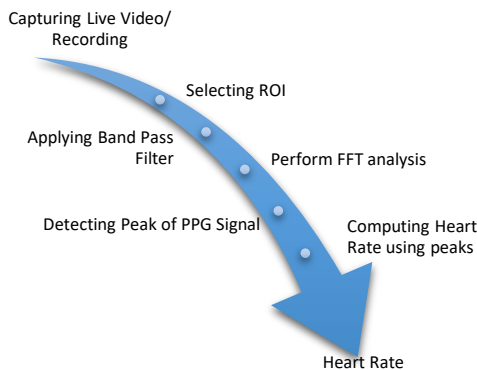 Capturing Live Video/
Recording
Selecting ROI
Applying Band Pass
Filter
Perform FFT analysis
Detecting Peak of PPG Signal
Computing Heart
Rate using peaks
Heart Rate